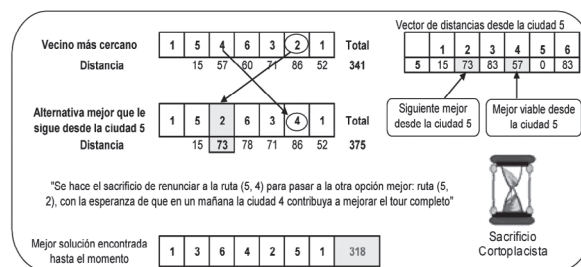 Vecino más cercano 1 5 4 6 3 2 1 Total
Distancia 15 57 60 71 86 52 341
Vector de distancias desde la ciudad 5
1 2 3 4 5 6
5 15 73 83 57 0 83
Siguiente mejor desde la ciudad 5
Mejor viable desde la ciudad 5
Alternativa mejor que le
sigue desde la ciudad 5
1 5 2 6 3 4 1 Total
Distancia 15 73 78 71 86 52 375
"Se hace el sacrificio de renunciar a la ruta (5, 4) para pasar a la otra opción mejor: ruta (5,
2), con la esperanza de que en un mañana la ciudad 4 contribuya a mejorar el tour completo"
Sacrificio
Cortoplacista
Mejor solución encontrada
hasta el momento
1 3 6 4 2 5 1 318